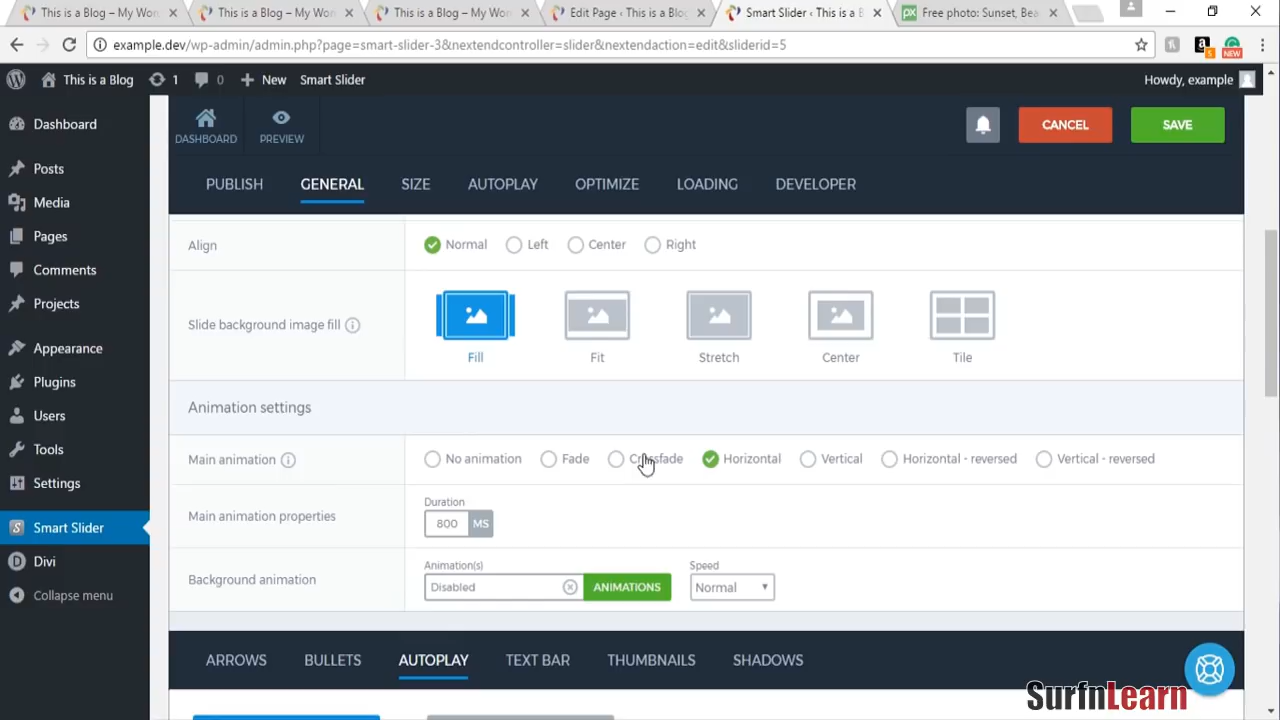 This is a Blog – My Wor
This is a Blog – My Wor
This is a Blog – My Wor
Edit Page ‹ This is a Blo
Smart Slider ‹ This is a B
px Free photo: Sunset, Bea
example.dev/wp-admin/admin.php?page=smart-slider-3&nextendcontroller=slider&nextendaction=edit&sliderid=5
5
NEW
This is a Blog 1 0 New Smart Slider Howdy, example
Dashboard
Posts
Media
Pages
Comments
Projects
Appearance
Plugins
Users
Tools
Settings
Smart Slider
Divi
Collapse menu
DASHBOARD PREVIEW CANCEL SAVE
PUBLISH GENERAL SIZE AUTOPLAY OPTIMIZE LOADING DEVELOPER
Align Normal Left Center Right
Slide background image fill
Fill Fit Stretch Center Tile
Animation settings
Main animation No animation Fade Crossfade Horizontal Vertical Horizontal - reversed Vertical - reversed
Main animation properties
Duration
800 MS
Background animation
Animation(s) Speed
Disabled ANIMATIONS Normal
ARROWS BULLETS AUTOPLAY TEXT BAR THUMBNAILS SHADOWS
SurfnLearn